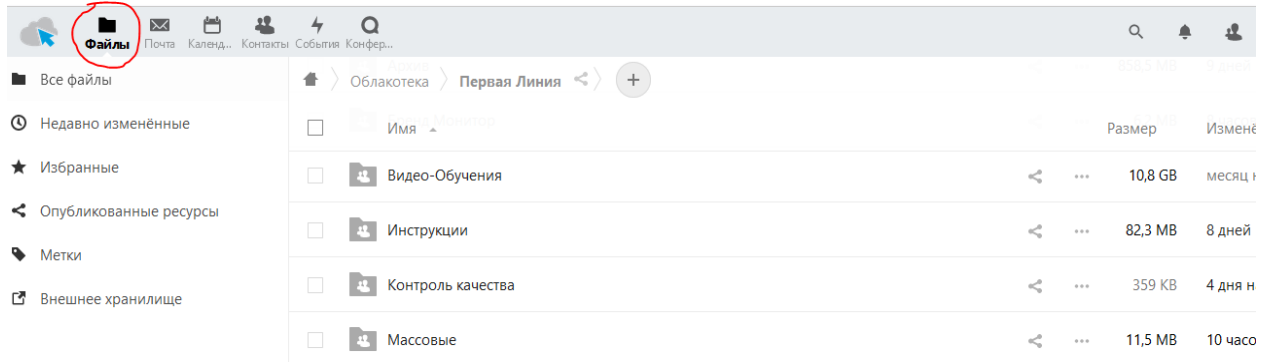 Файлы Почта Календ... Контакты События Конфер...
Все файлы
Недавно изменённые
Избранные
Опубликованные ресурсы
Метки
Внешнее хранилище
Облакотека Первая Линия
Имя Размер Изменё
Видео-Обучения 10,8 GB месяц н
Инструкции 82,3 MB 8 дней
Контроль качества 359 KB 4 дня н
Массовые 11,5 MB 10 часо